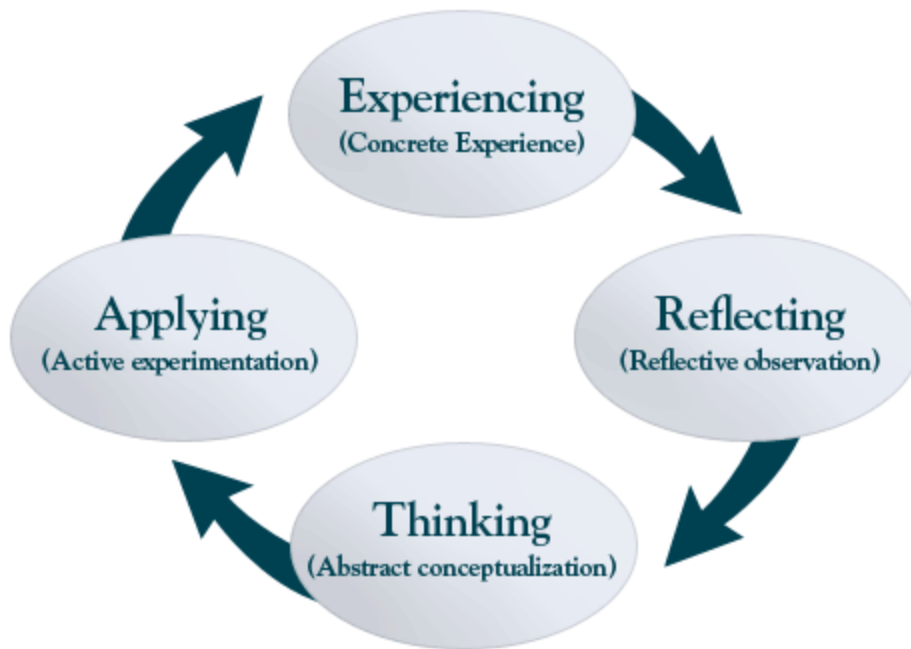 Experiencing
(Concrete Experience)
Applying
(Active experimentation)
Reflecting
(Reflective observation)
Thinking
(Abstract conceptualization)